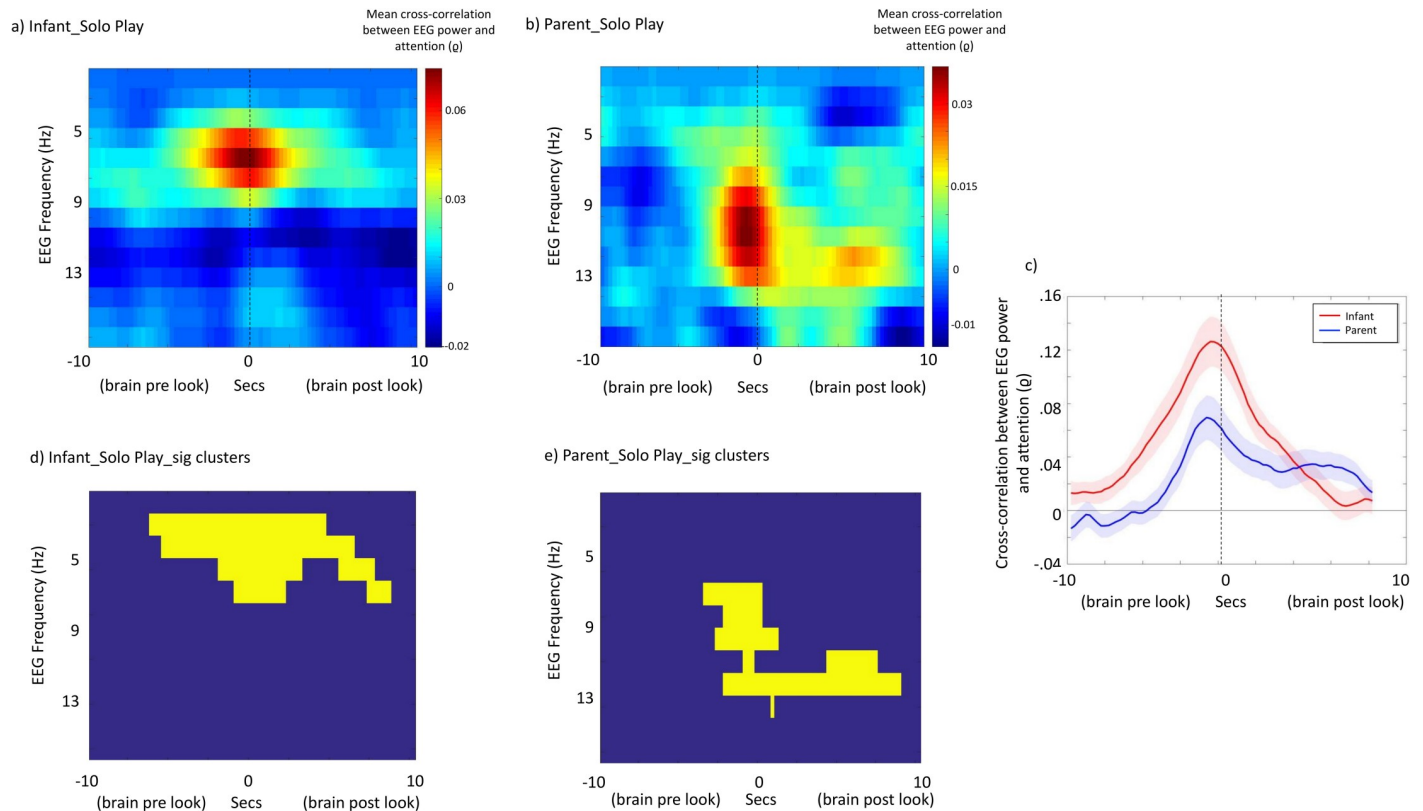 a) Infant_Solo Play
Mean cross-correlation
between EEG power and
attention (ϱ)
EEG Frequency (Hz)
5
9
13
0.06
0.03
0
-0.02
-10
0
10
(brain pre look)
Secs
(brain post look)
b) Parent_Solo Play
Mean cross-correlation
between EEG power and
attention (ϱ)
EEG Frequency (Hz)
5
9
13
0.03
0.015
0
-0.01
-10
0
10
(brain pre look)
Secs
(brain post look)
c)
Cross-correlation between EEG power
and attention (ϱ)
.16
.12
.08
.04
0
-.04
Infant
Parent
-10
0
10
(brain pre look)
Secs
(brain post look)
d) Infant_Solo Play_sig clusters
EEG Frequency (Hz)
5
9
13
-10
0
10
(brain pre look)
Secs
(brain post look)
e) Parent_Solo Play_sig clusters
EEG Frequency (Hz)
5
9
13
-10
0
10
(brain pre look)
Secs
(brain post look)